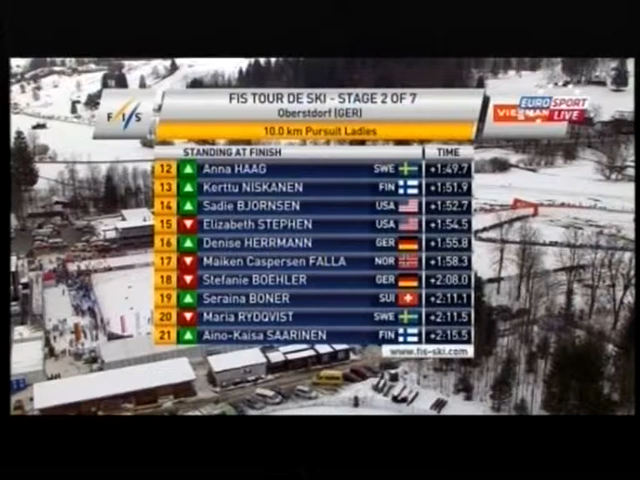 FIS TOUR DE SKI - STAGE 2 OF 7
Oberstdorf (GER)
10.0 km Pursuit Ladies
FIS
VIESSMANN
EUROSPORT
LIVE
STANDING AT FINISH TIME
12 Anna HAAG SWE +1:49.7
13 Kerttu NISKANEN FIN +1:51.9
14 Sadie BJORNSEN USA +1:52.7
15 Elizabeth STEPHEN USA +1:54.5
16 Denise HERRMANN GER +1:55.8
17 Maiken Caspersen FALLA NOR +1:58.3
18 Stefanie BOEHLER GER +2:08.0
19 Seraina BONER SUI +2:11.1
20 Maria RYDQVIST SWE +2:11.5
21 Aino-Kaisa SAARINEN FIN +2:15.5
www.fis-ski.com